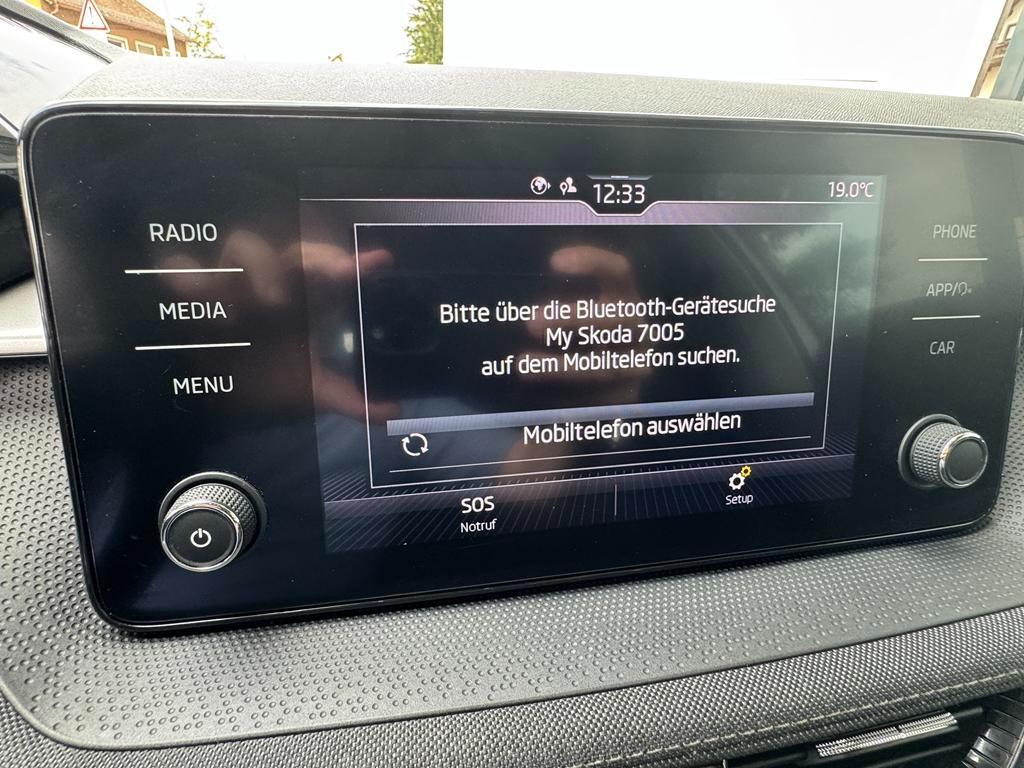 12:33
19.0°C
RADIO
MEDIA
MENU
Bitte über die Bluetooth-Gerätesuche
My Skoda 7005
auf dem Mobiltelefon suchen.
Mobiltelefon auswählen
SOS
Notruf
Setup
PHONE
APP/
CAR